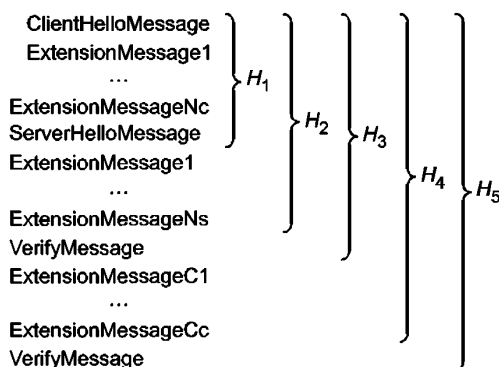 ClientHelloMessage
ExtensionMessage1
...
ExtensionMessageNc
ServerHelloMessage
ExtensionMessage1
...
ExtensionMessageNs
VerifyMessage
ExtensionMessageC1
...
ExtensionMessageCc
VerifyMessage
H1
H2
H3
H4
H5